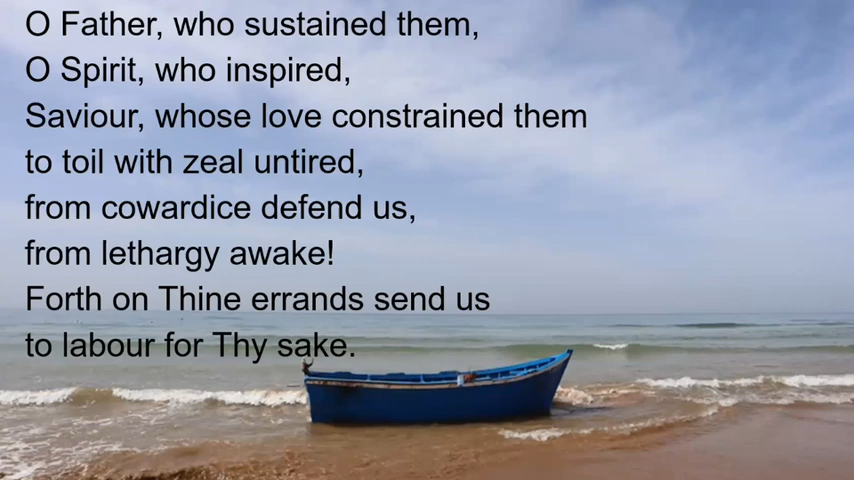 O Father, who sustained them,
O Spirit, who inspired,
Saviour, whose love constrained them
to toil with zeal untired,
from cowardice defend us,
from lethargy awake!
Forth on Thine errands send us
to labour for Thy sake.